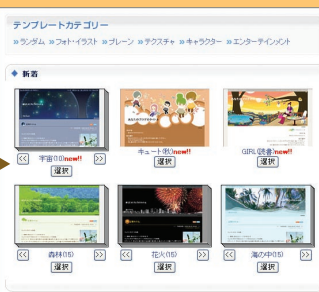 テンプレートカテゴリー
» ランダム » フォト・イラスト » プレーン » テクスチャ » キャラクター » エンターテインメント
◆ 新着
<< 宇宙(10)new!! >>
選択
キュート(秋)new!!
選択
GIRL(読書)new!!
選択
<< 森林(15) >>
選択
<< 花火(15) >>
選択
<< 海の中(15) >>
選択